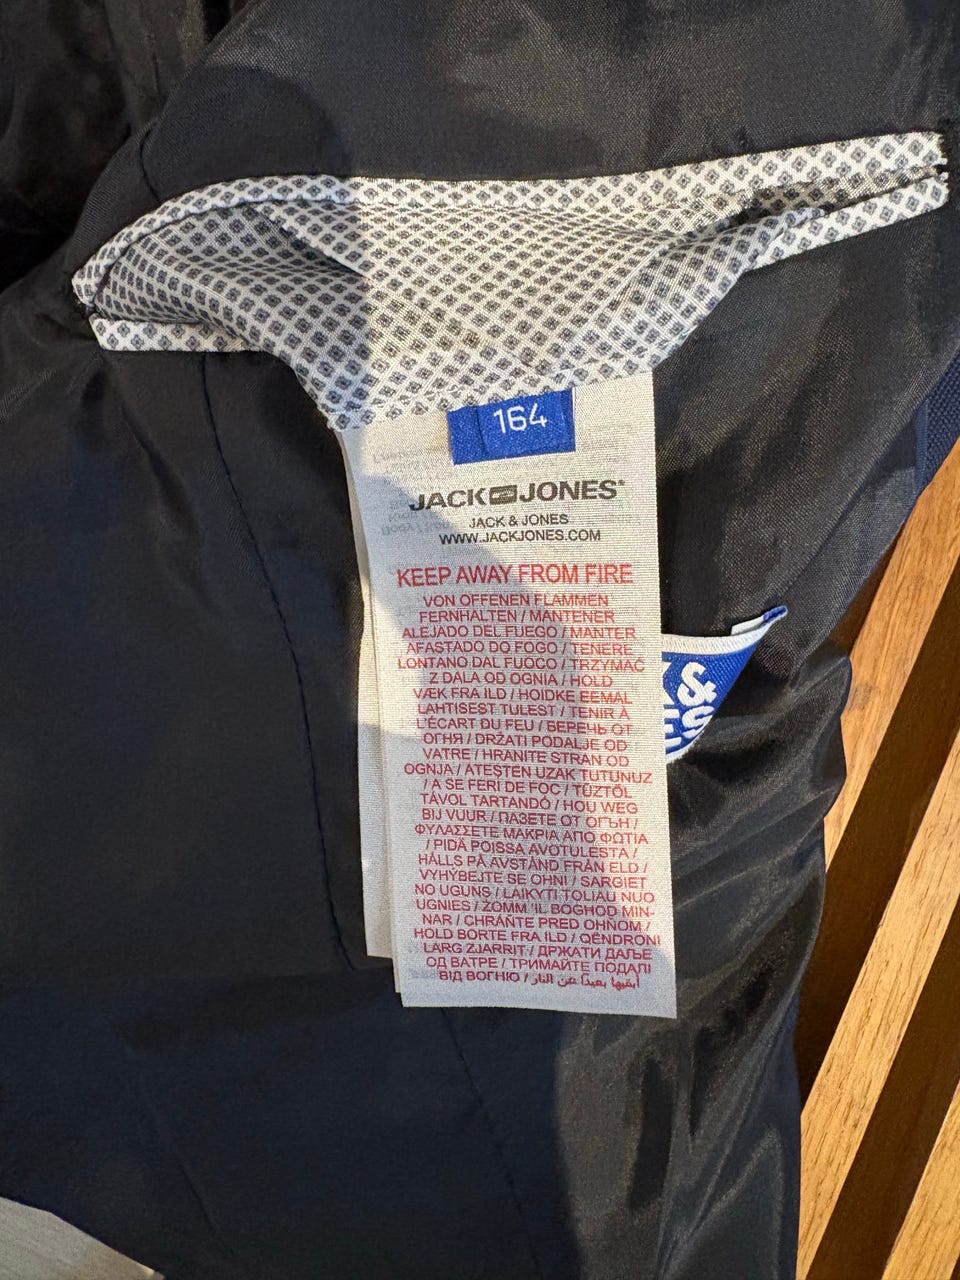 164
JACK JONES®
JACK & JONES
WWW.JACKJONES.COM
KEEP AWAY FROM FIRE
VON OFFENEN FLAMMEN
FERNHALTEN / MANTENER
ALEJADO DEL FUEGO / MANTER
AFASTADO DO FOGO / TENERE
LONTANO DAL FUOCO / TRZYMAĆ
Z DALA OD OGNIA / HOLD
VÆK FRA ILD / HOIDKE EEMAL
LAHTISEST TULEST / TENIR À
L'ÉCART DU FEU / БЕРЕЧЬ ОТ
ОГНЯ / DRŽATI PODALJE OD
VATRE / HRANITE STRAN OD
OGNJA / ATEŞTEN UZAK TUTUNUZ
/ A SE FERI DE FOC / TŰZTŐL
TÁVOL TARTANDÓ / HOU WEG
BIJ VUUR / ПАЗЕТЕ ОТ ОГЪН /
ΦΥΛΑΣΣΕΤΕ ΜΑΚΡΙΑ ΑΠΟ ΦΩΤΙΑ
/ PIDÄ POISSA AVOTULESTA /
HÅLLS PÅ AVSTÅND FRÅN ELD /
VYHÝBEJTE SE OHNI / SARGIET
NO UGUNS / LAIKYTI TOLIAU NUO
UGNIES / ŻOMM 'IL BOGĦOD MIN-
NAR / CHRÁŇTE PRED OHŇOM /
HOLD BORTE FRA ILD / QËNDRONI
LARG ZJARRIT / ДРЖАТИ ДАЉЕ
ОД ВАТРЕ / ТРИМАЙТЕ ПОДАЛІ
ВІД ВОГНЮ / أبقيها بعيداً عن النار
K&
ES